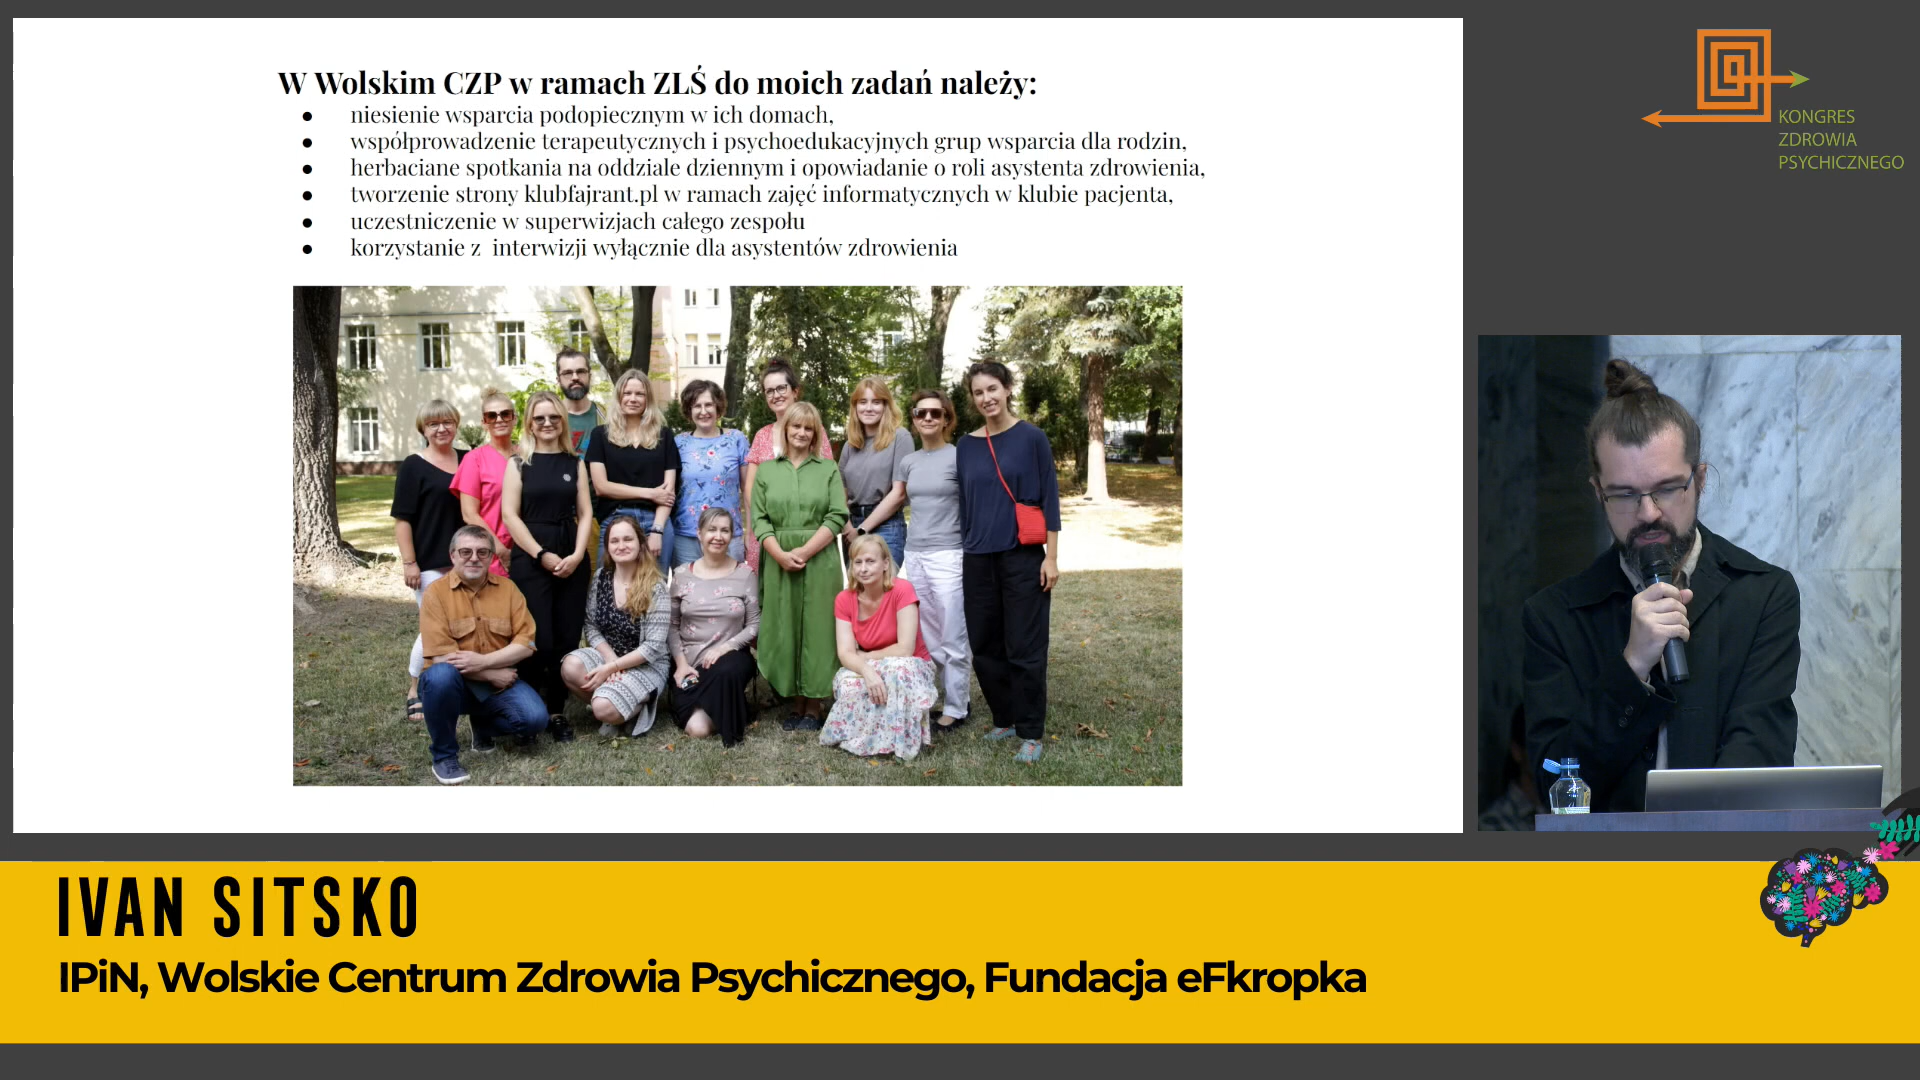 W Wolskim CZP w ramach ZLŚ do moich zadań należy:
● niesienie wsparcia podopiecznym w ich domach,
● współprowadzenie terapeutycznych i psychoedukacyjnych grup wsparcia dla rodzin,
● herbaciane spotkania na oddziale dziennym i opowiadanie o roli asystenta zdrowienia,
● tworzenie strony klubfajrant.pl w ramach zajęć informatycznych w klubie pacjenta,
● uczestniczenie w superwizjach całego zespołu
● korzystanie z interwizji wyłącznie dla asystentów zdrowienia
KONGRES
ZDROWIA
PSYCHICZNEGO
IVAN SITSKO
IPiN, Wolskie Centrum Zdrowia Psychicznego, Fundacja eFkropka